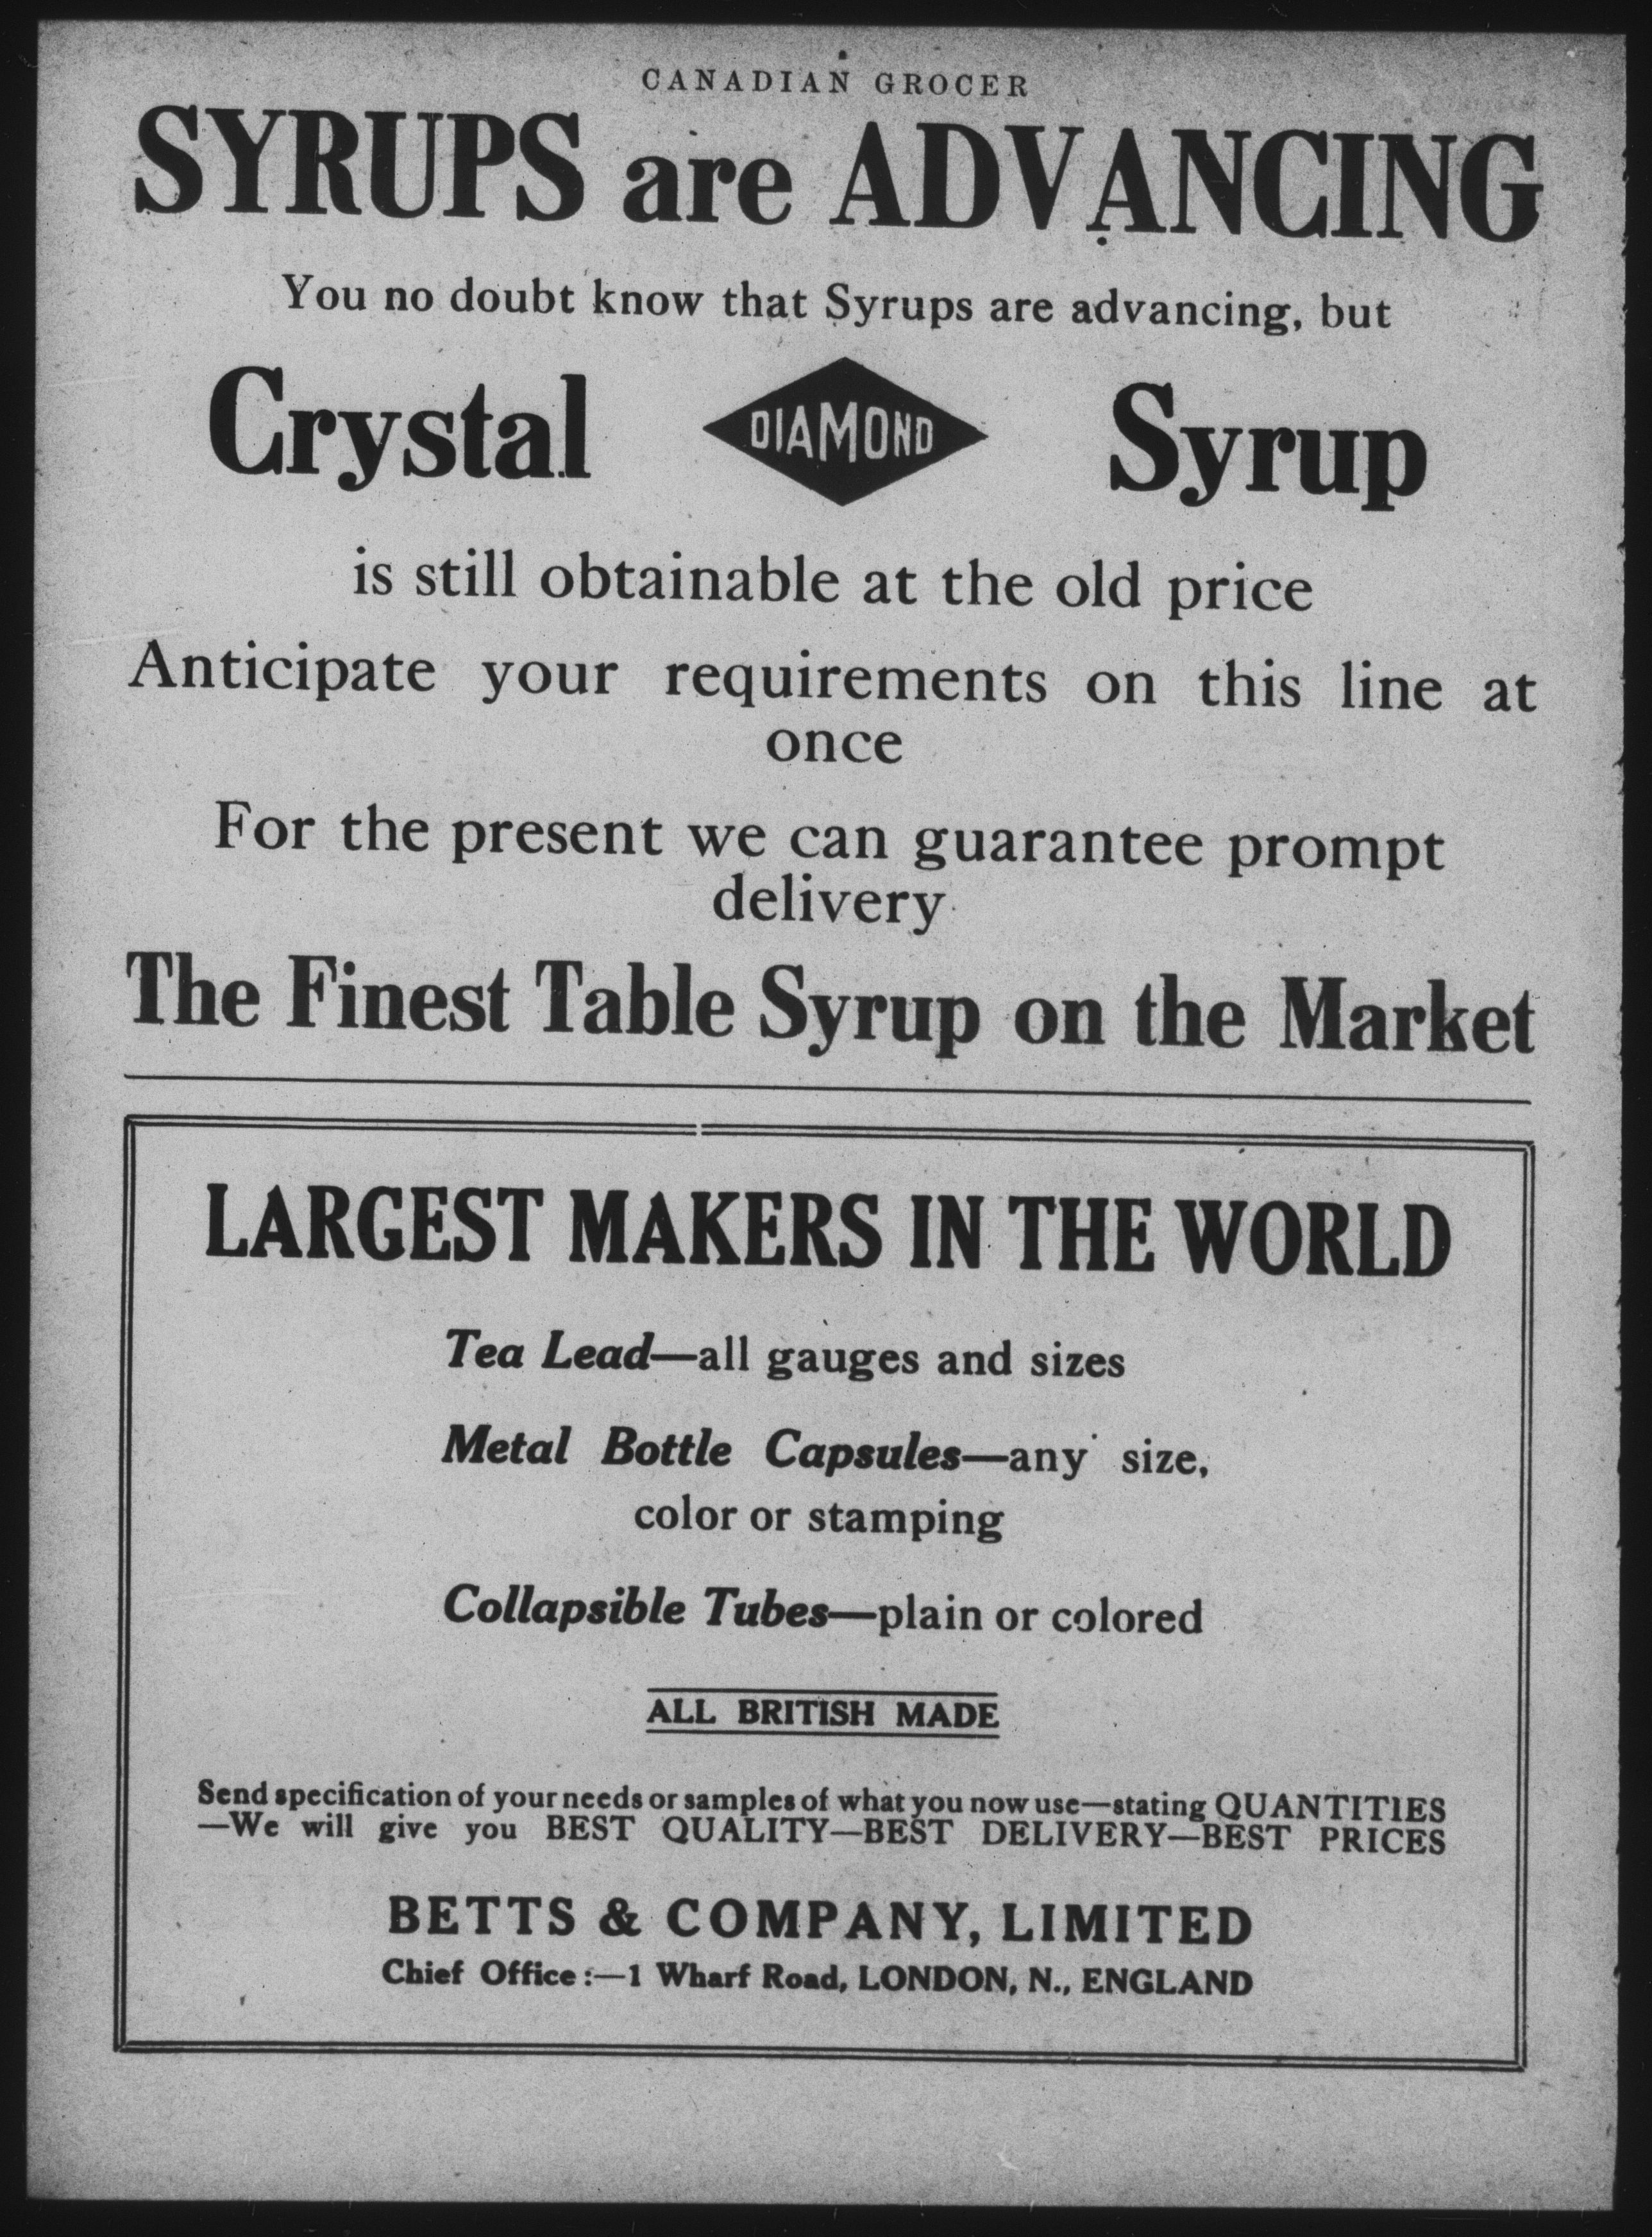 CANADIAN GROCER
SYRUPS are ADVANCING
You no doubt know that Syrups are advancing, but
Crystal DIAMOND Syrup
is still obtainable at the old price
Anticipate your requirements on this line at
once
For the present we can guarantee prompt
delivery
The Finest Table Syrup on the Market
LARGEST MAKERS IN THE WORLD
Tea Lead—all gauges and sizes
Metal Bottle Capsules—any size,
color or stamping
Collapsible Tubes—plain or colored
ALL BRITISH MADE
Send specification of your needs or samples of what you now use—stating QUANTITIES
—We will give you BEST QUALITY—BEST DELIVERY—BEST PRICES
BETTS & COMPANY, LIMITED
Chief Office:—1 Wharf Road, LONDON, N., ENGLAND